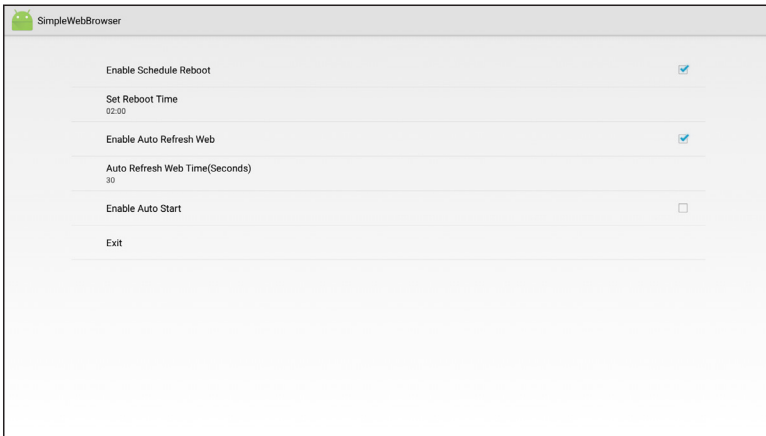 SimpleWebBrowser
Enable Schedule Reboot
Set Reboot Time
02:00
Enable Auto Refresh Web
Auto Refresh Web Time(Seconds)
30
Enable Auto Start
Exit